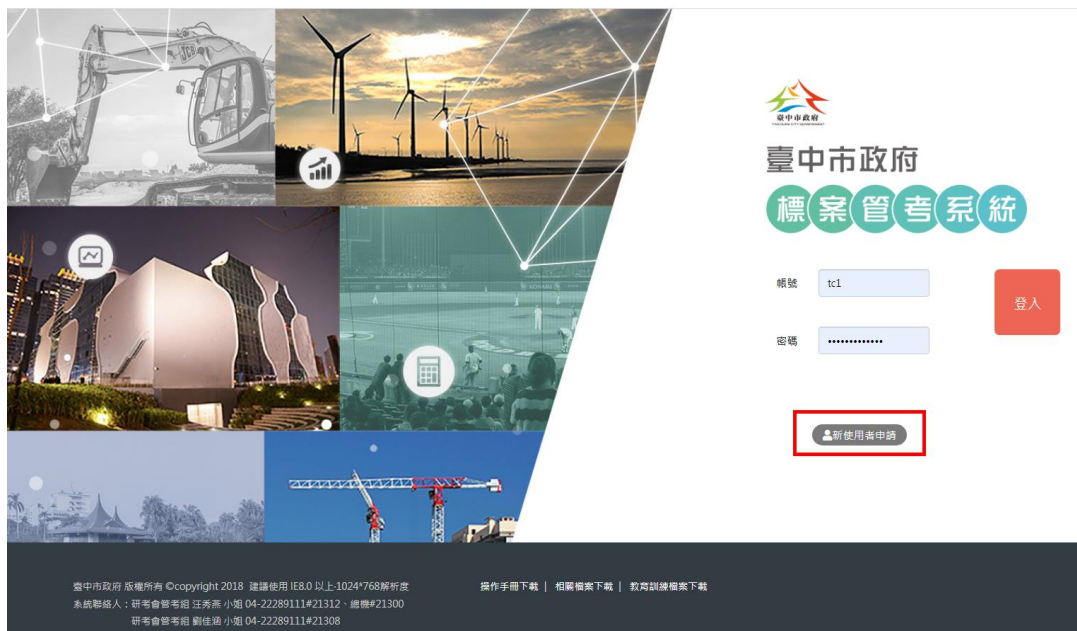 JCB
臺中市政府
臺中市政府
標案管考系統
帳號
tc1
登入
密碼
•••••••••••••
新使用者申請
臺中市政府 版權所有 ©copyright 2018 建議使用 IE8.0 以上-1024*768解析度
操作手冊下載 | 相關檔案下載 | 教育訓練檔案下載
系統聯絡人：研考會管考組 汪秀燕 小姐 04-22289111#21312、總機#21300
研考會管考組 劉佳涵 小姐 04-22289111#21308